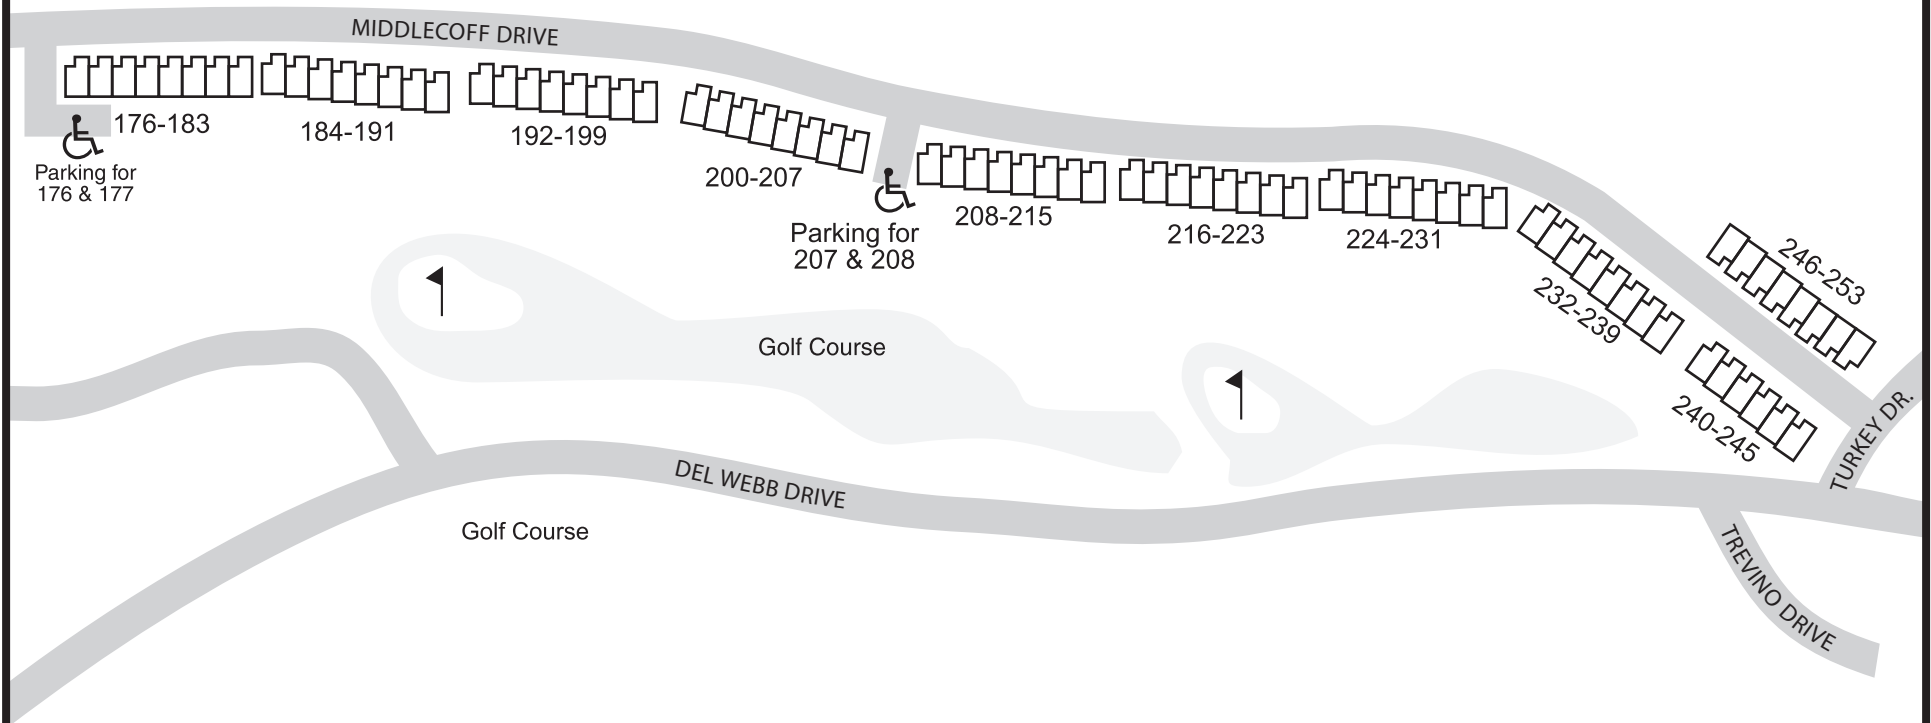 MIDDLECOFF DRIVE
176-183
184-191
192-199
200-207
Parking for
176 & 177
208-215
216-223
224-231
Parking for
207 & 208
246-253
232-239
240-245
Golf Course
TURKEY DR.
DEL WEBB DRIVE
Golf Course
TREVINO DRIVE